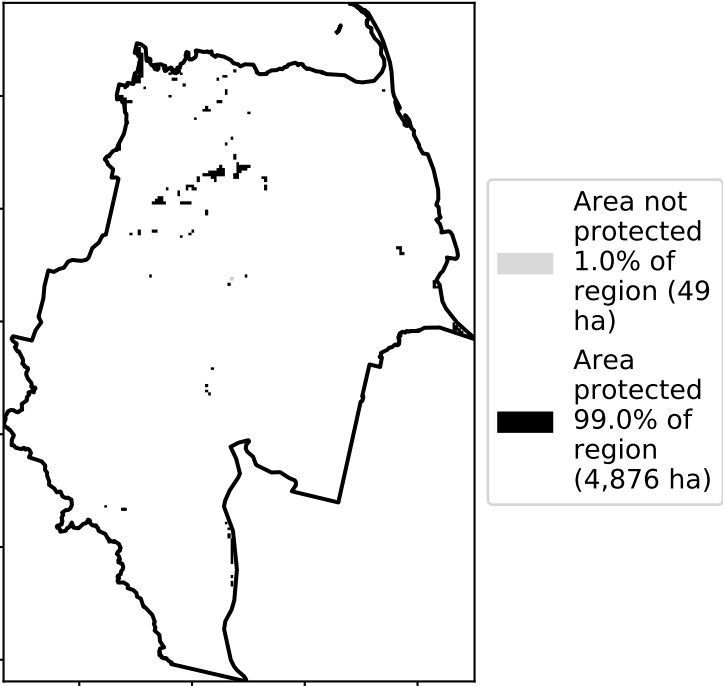 Area not
protected
1.0% of
region (49
ha)
Area
protected
99.0% of
region
(4,876 ha)